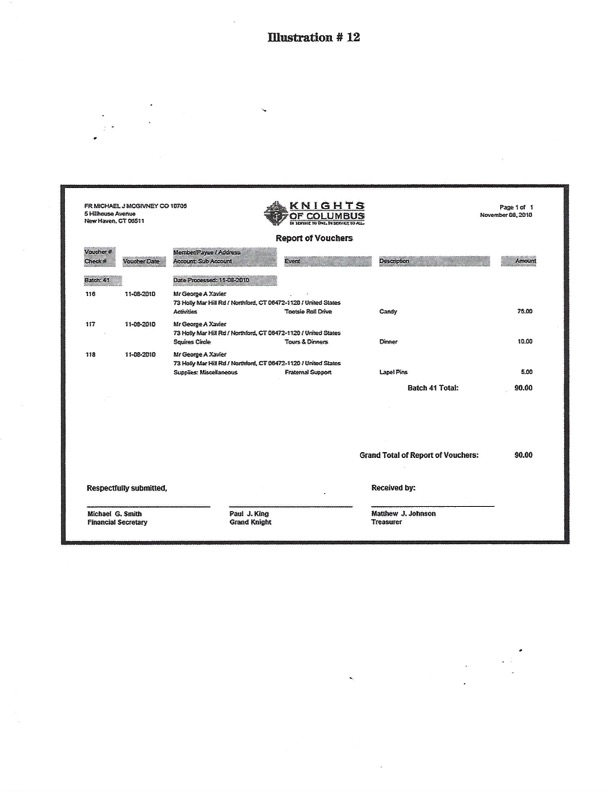 Illustration # 12
FR MICHAEL J MCGIVNEY CO 10705
5 Hillhouse Avenue
New Haven, CT 06511
KNIGHTS
OF COLUMBUS
IN SERVICE TO ONE. IN SERVICE TO ALL.
Page 1 of 1
November 08, 2010
Report of Vouchers
Voucher # Member/Payee / Address
Check # Voucher Date Account: Sub Account Event Description Amount
Batch: 41 Date Processed: 11-08-2010
116 11-08-2010 Mr George A Xavier
73 Holly Mar Hill Rd / Northford, CT 06472-1120 / United States
Activities Tootsie Roll Drive Candy 75.00
117 11-08-2010 Mr George A Xavier
73 Holly Mar Hill Rd / Northford, CT 06472-1120 / United States
Squires Circle Tours & Dinners Dinner 10.00
118 11-08-2010 Mr George A Xavier
73 Holly Mar Hill Rd / Northford, CT 06472-1120 / United States
Supplies: Miscellaneous Fraternal Support Lapel Pins 5.00
Batch 41 Total: 90.00
Grand Total of Report of Vouchers: 90.00
Respectfully submitted, Received by:
Michael G. Smith Paul J. King Matthew J. Johnson
Financial Secretary Grand Knight Treasurer